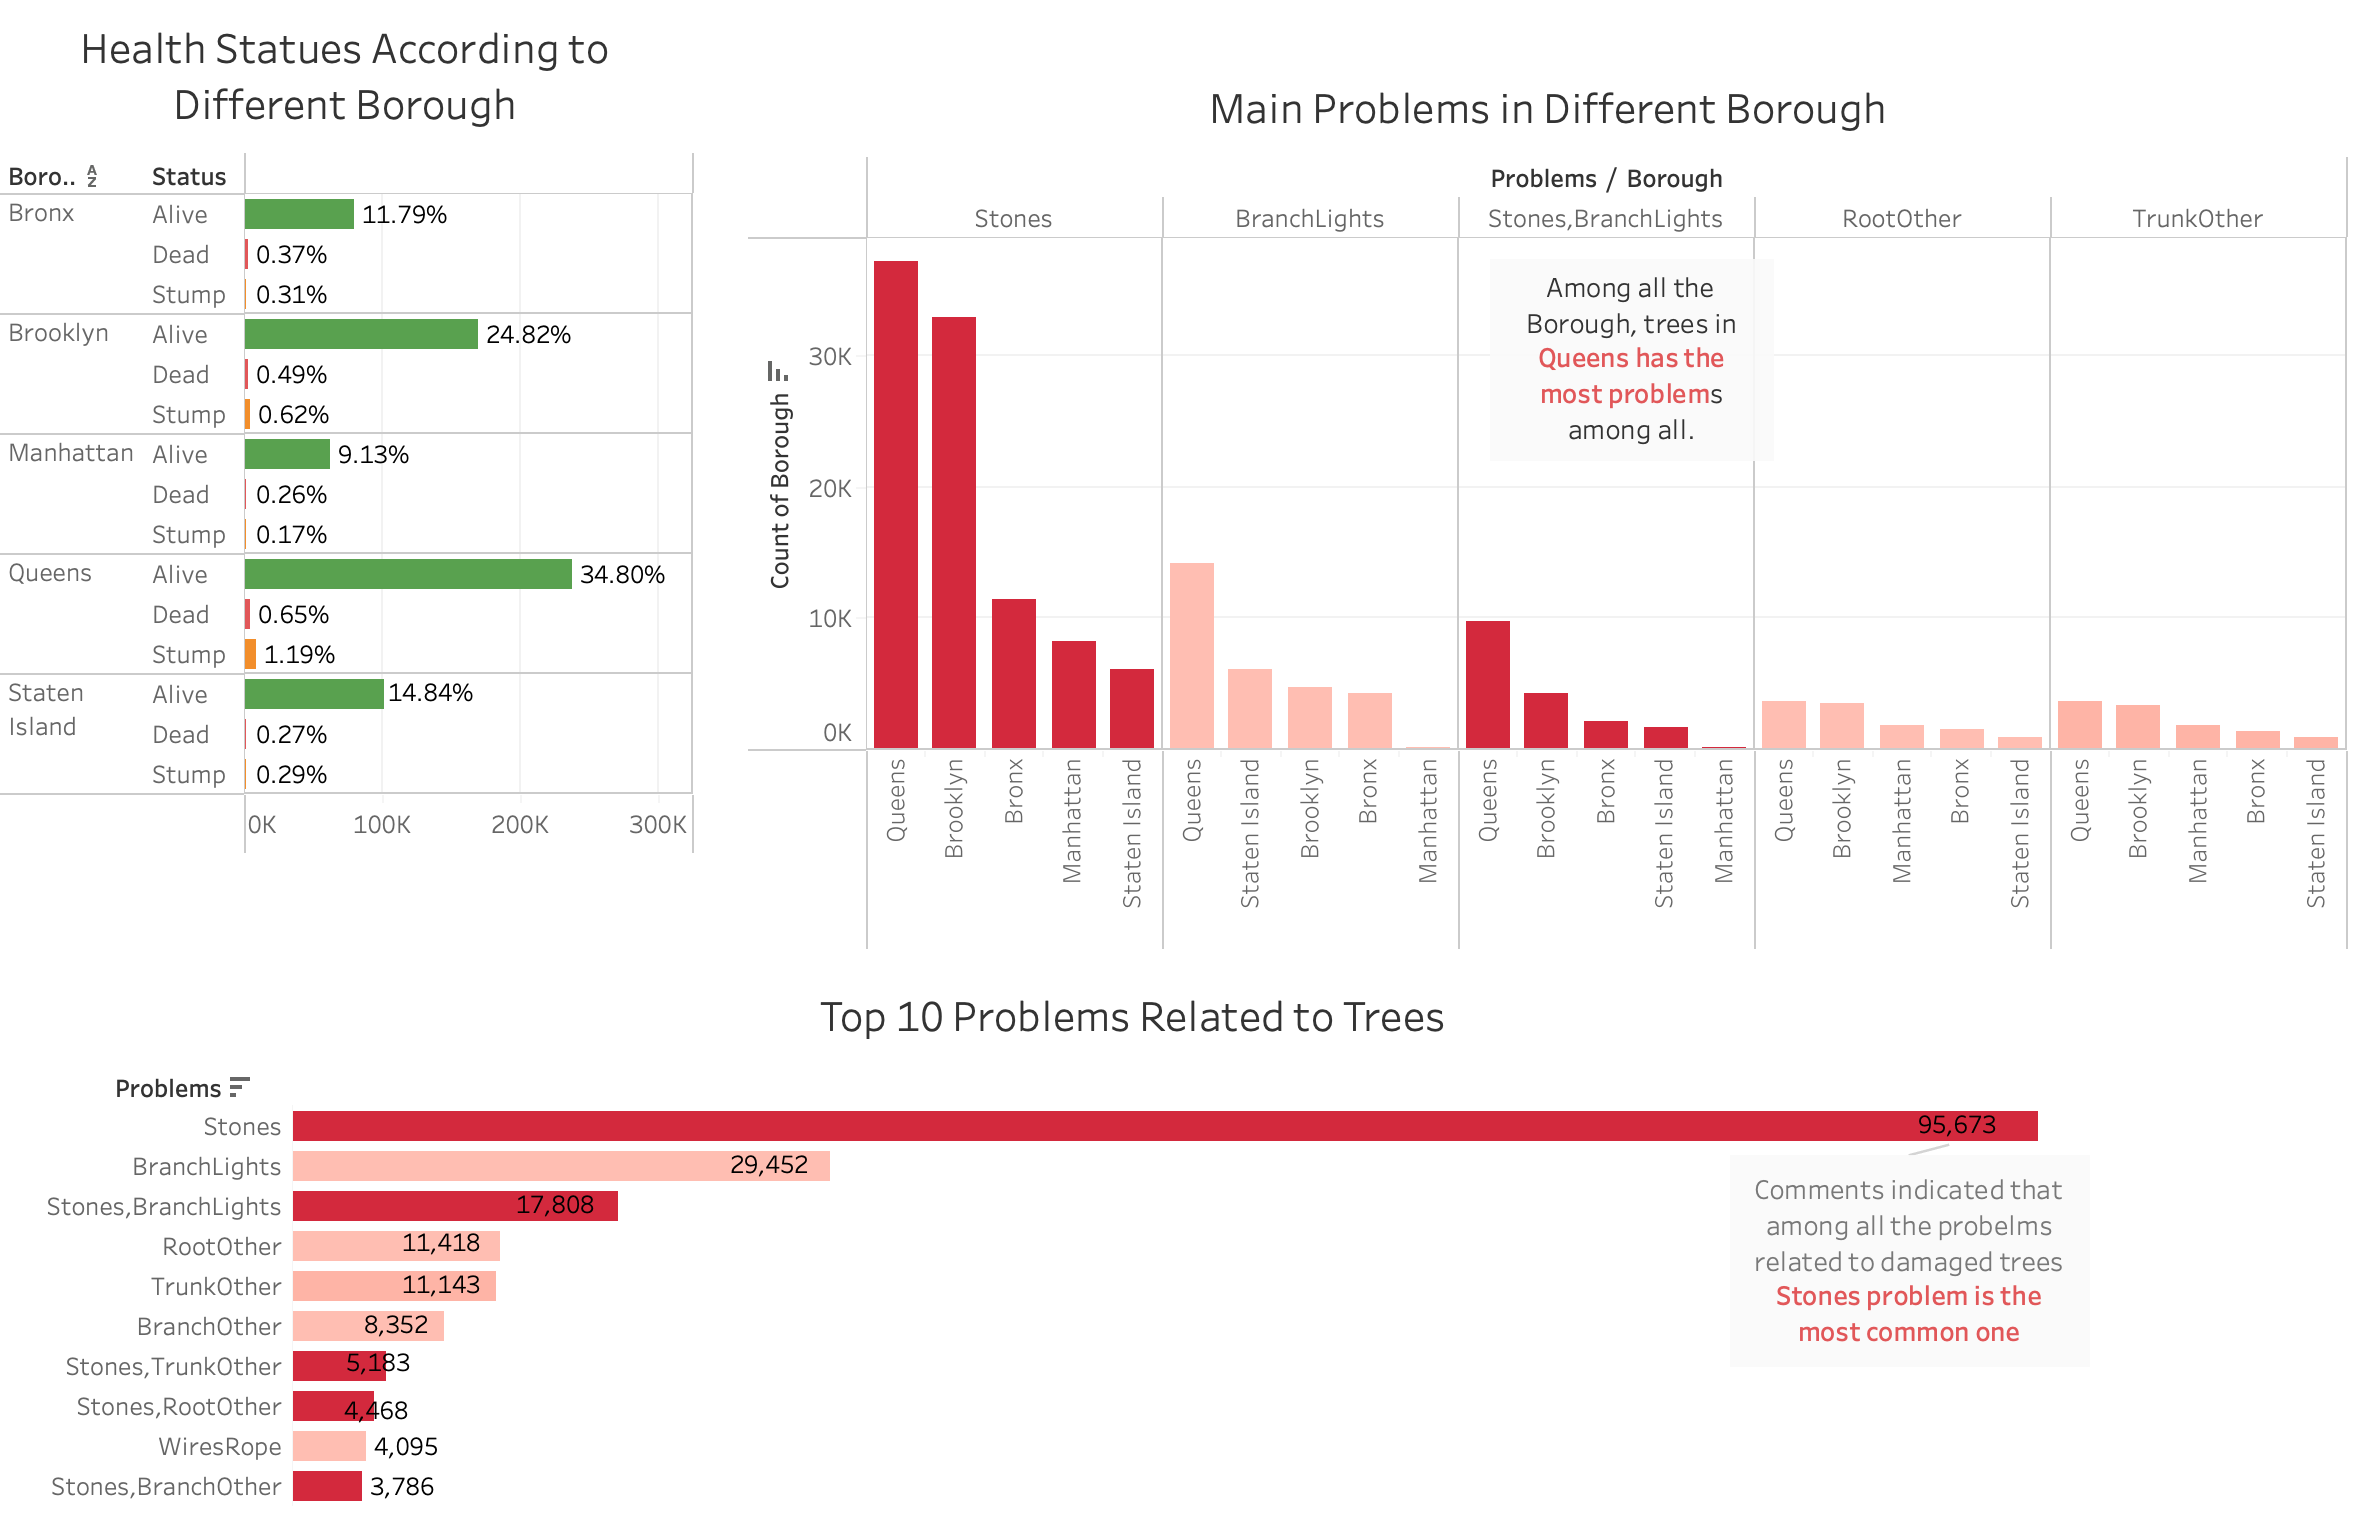 Health Statues According to
Different Borough
Boro.. AZ Status
Bronx Alive 11.79%
Dead 0.37%
Stump 0.31%
Brooklyn Alive 24.82%
Dead 0.49%
Stump 0.62%
Manhattan Alive 9.13%
Dead 0.26%
Stump 0.17%
Queens Alive 34.80%
Dead 0.65%
Stump 1.19%
Staten Island Alive 14.84%
Dead 0.27%
Stump 0.29%
0K 100K 200K 300K
Main Problems in Different Borough
Problems / Borough
Stones BranchLights Stones,BranchLights RootOther TrunkOther
Count of Borough
30K
20K
10K
0K
Among all the
Borough, trees in
Queens has the
most problems
among all.
Queens Brooklyn Bronx Manhattan Staten Island Queens Staten Island Brooklyn Bronx Manhattan Queens Brooklyn Bronx Staten Island Manhattan Queens Brooklyn Manhattan Bronx Staten Island Queens Brooklyn Manhattan Bronx Staten Island
Top 10 Problems Related to Trees
Problems
Stones 95,673
BranchLights 29,452
Stones,BranchLights 17,808
RootOther 11,418
TrunkOther 11,143
BranchOther 8,352
Stones,TrunkOther 5,183
Stones,RootOther 4,468
WiresRope 4,095
Stones,BranchOther 3,786
Comments indicated that
among all the probelms
related to damaged trees
Stones problem is the
most common one